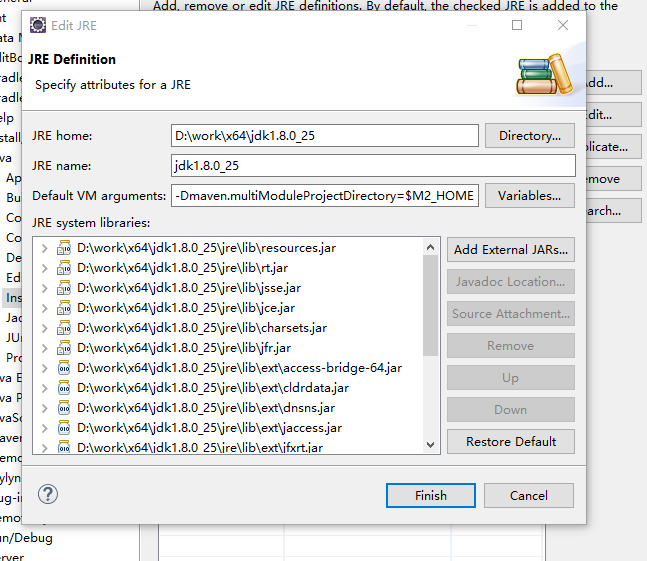 Add, remove or edit JRE definitions. By default, the checked JRE is added to the
Edit JRE
JRE Definition
Specify attributes for a JRE
JRE home:
D:\work\x64\jdk1.8.0_25
Directory...
JRE name:
jdk1.8.0_25
Default VM arguments:
-Dmaven.multiModuleProjectDirectory=$M2_HOME
Variables...
JRE system libraries:
D:\work\x64\jdk1.8.0_25\jre\lib\resources.jar
D:\work\x64\jdk1.8.0_25\jre\lib\rt.jar
D:\work\x64\jdk1.8.0_25\jre\lib\jsse.jar
D:\work\x64\jdk1.8.0_25\jre\lib\jce.jar
D:\work\x64\jdk1.8.0_25\jre\lib\charsets.jar
D:\work\x64\jdk1.8.0_25\jre\lib\jfr.jar
D:\work\x64\jdk1.8.0_25\jre\lib\ext\access-bridge-64.jar
D:\work\x64\jdk1.8.0_25\jre\lib\ext\cldrdata.jar
D:\work\x64\jdk1.8.0_25\jre\lib\ext\dnsns.jar
D:\work\x64\jdk1.8.0_25\jre\lib\ext\jaccess.jar
D:\work\x64\jdk1.8.0_25\jre\lib\ext\jfxrt.jar
Add External JARs...
Javadoc Location...
Source Attachment...
Remove
Up
Down
Restore Default
Finish
Cancel